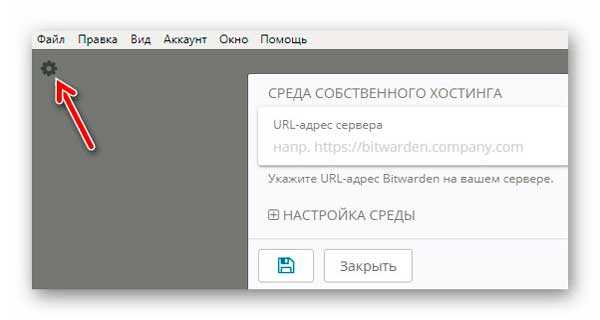 Файл Правка Вид Аккаунт Окно Помощь
СРЕДА СОБСТВЕННОГО ХОСТИНГА
URL-адрес сервера
напр. https://bitwarden.company.com
Укажите URL-адрес Bitwarden на вашем сервере.
НАСТРОЙКА СРЕДЫ
Закрыть